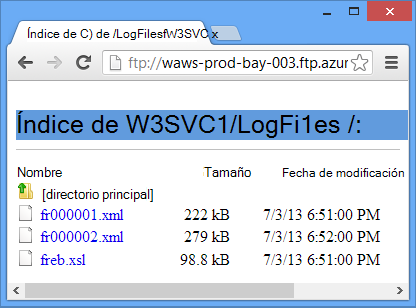 Índice de C) de /LogFilesfW3SVC x
ftp://waws-prod-bay-003.ftp.azur
Índice de W3SVC1/LogFi1es /:
Nombre Tamaño Fecha de modificación
[directorio principal]
fr000001.xml 222 kB 7/3/13 6:51:00 PM
fr000002.xml 279 kB 7/3/13 6:52:00 PM
freb.xsl 98.8 kB 7/3/13 6:51:00 PM